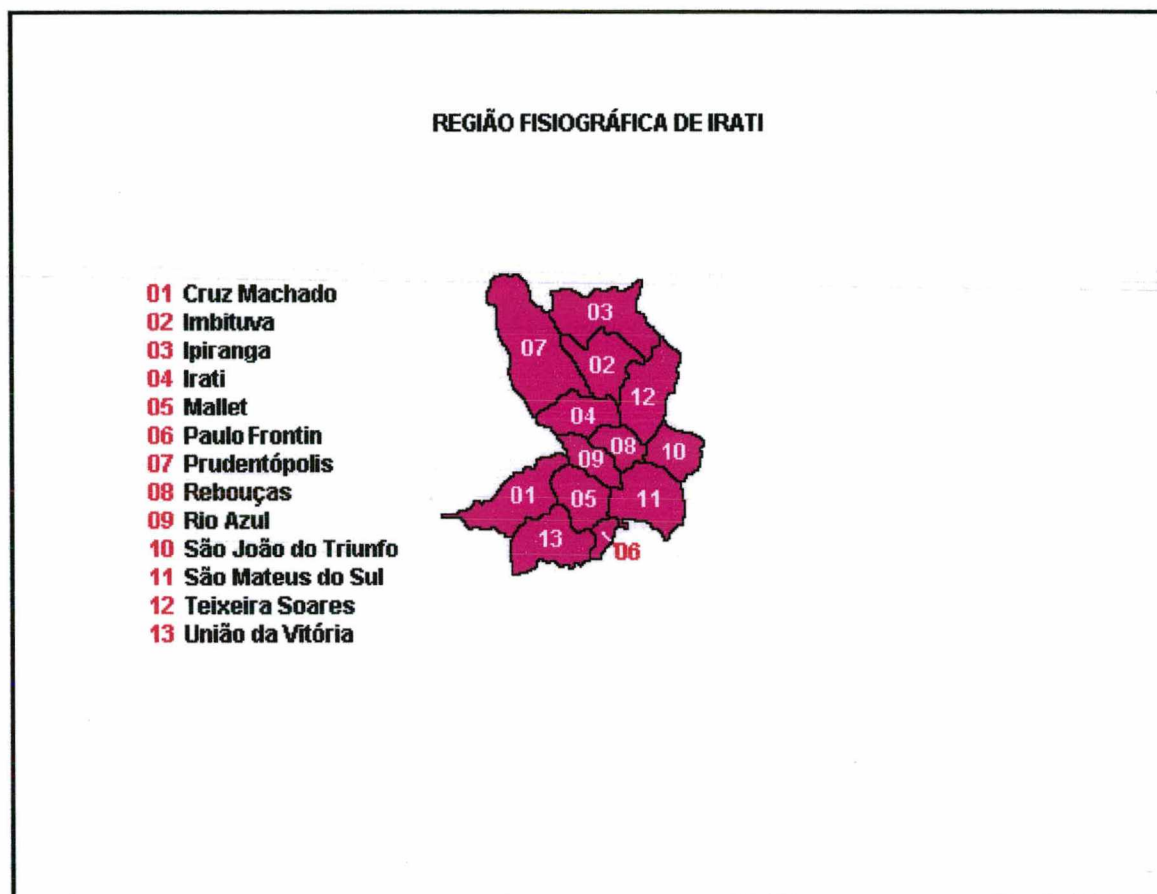 REGIÃO FISIOGRÁFICA DE IRATI
01 Cruz Machado
02 Imbituva
03 Ipiranga
04 Irati
05 Mallet
06 Paulo Frontin
07 Prudentópolis
08 Rebouças
09 Rio Azul
10 São João do Triunfo
11 São Mateus do Sul
12 Teixeira Soares
13 União da Vitória
03
07
02
12
04
08
10
09
01
05
11
13
06